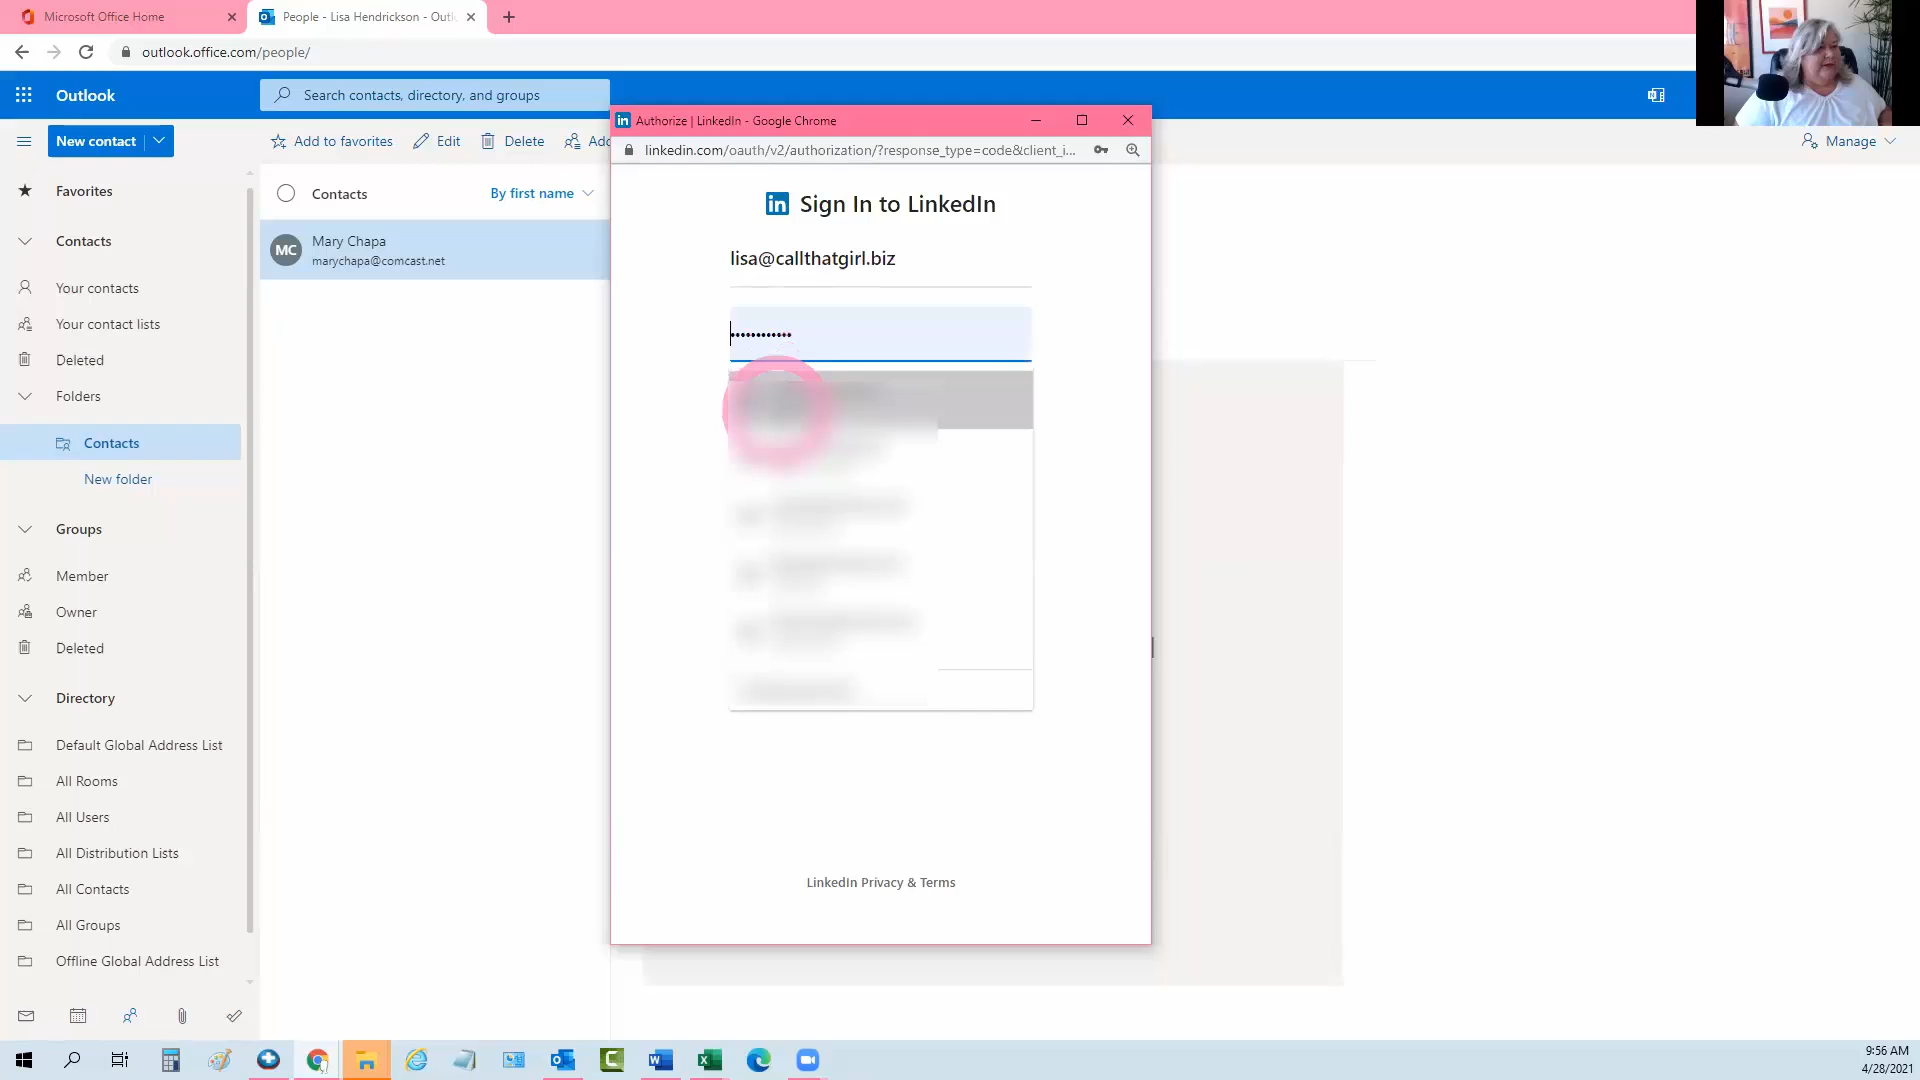 Microsoft Office Home
People - Lisa Hendrickson - Outl
outlook.office.com/people/
Outlook
Search contacts, directory, and groups
New contact
Add to favorites
Edit
Delete
Add
Manage
Favorites
Contacts
Your contacts
Your contact lists
Deleted
Folders
Contacts
New folder
Groups
Member
Owner
Deleted
Directory
Default Global Address List
All Rooms
All Users
All Distribution Lists
All Contacts
All Groups
Offline Global Address List
Contacts
By first name
MC
Mary Chapa
marychapa@comcast.net
Authorize | LinkedIn - Google Chrome
linkedin.com/oauth/v2/authorization/?response_type=code&client_i...
in Sign In to LinkedIn
lisa@callthatgirl.biz
••••••••••••
LinkedIn Privacy & Terms
9:56 AM
4/28/2021